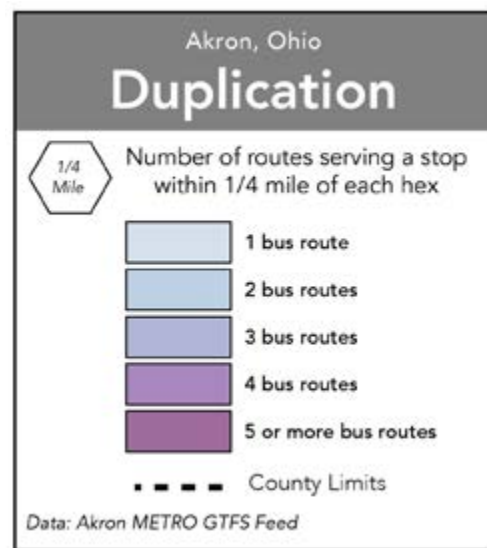 Akron, Ohio
Duplication
1/4
Mile
Number of routes serving a stop
within 1/4 mile of each hex
1 bus route
2 bus routes
3 bus routes
4 bus routes
5 or more bus routes
County Limits
Data: Akron METRO GTFS Feed